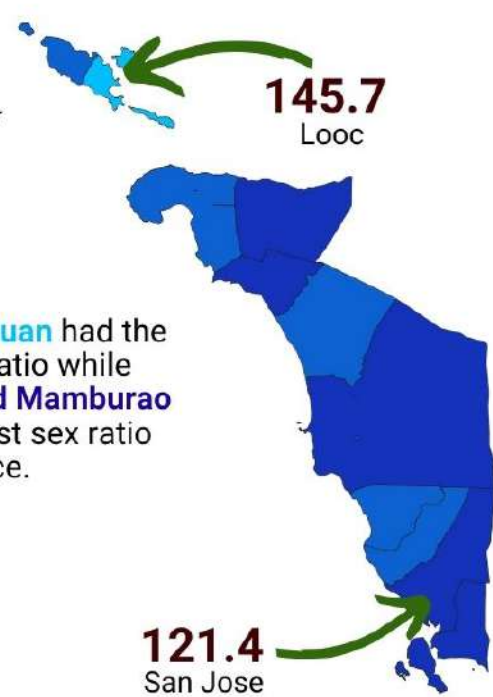 145.7
Looc
uan had the
atio while
d Mamburao
st sex ratio
ce.
121.4
San Jose